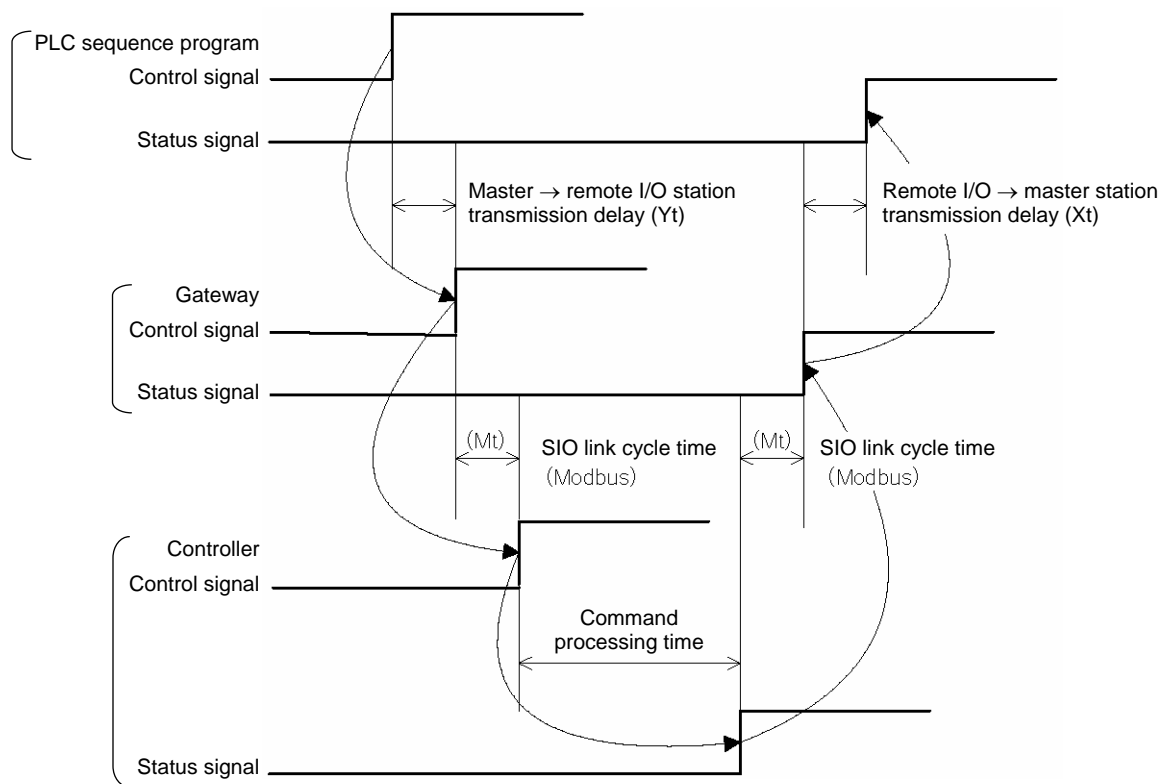 PLC sequence program
Control signal
Status signal
Master → remote I/O station
transmission delay (Yt)
Remote I/O → master station
transmission delay (Xt)
Gateway
Control signal
Status signal
(Mt)
SIO link cycle time
(Modbus)
(Mt)
SIO link cycle time
(Modbus)
Controller
Control signal
Command
processing time
Status signal